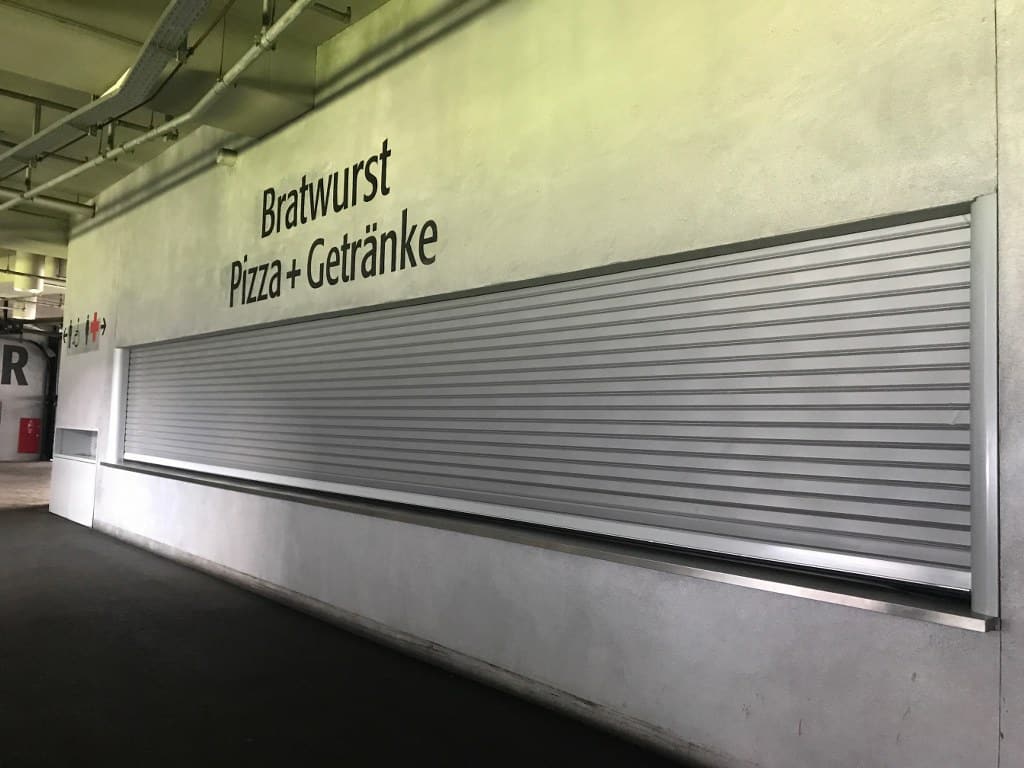 Bratwurst
Pizza + Getränke
R